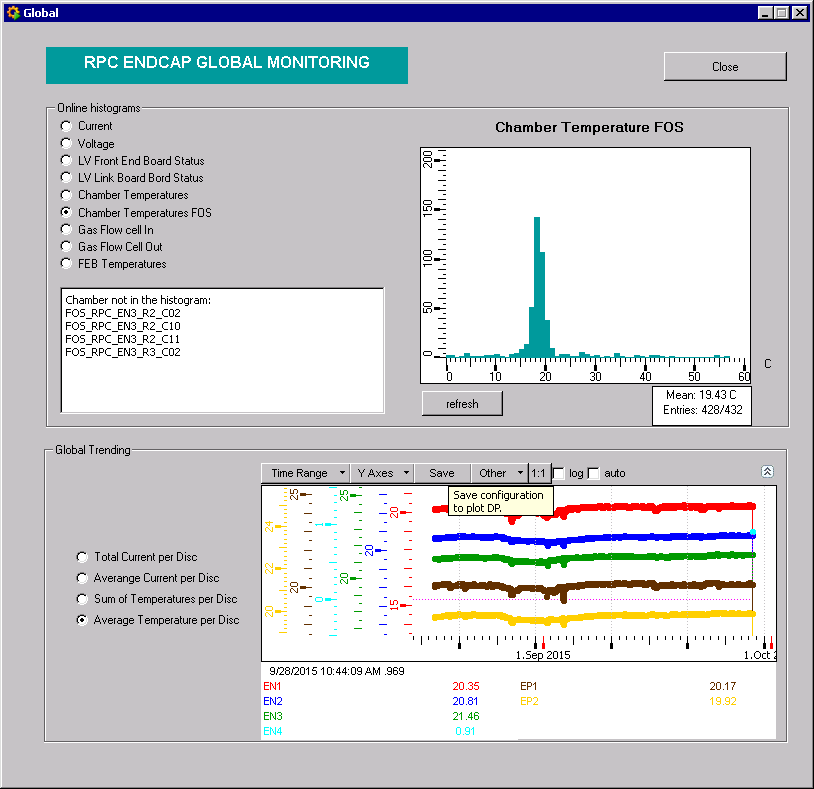 Global
RPC ENDCAP GLOBAL MONITORING
Close
Online histograms
Current
Voltage
LV Front End Board Status
LV Link Board Bord Status
Chamber Temperatures
Chamber Temperatures FOS
Gas Flow cell In
Gas Flow Cell Out
FEB Temperatures
Chamber not in the histogram:
FOS_RPC_EN3_R2_C02
FOS_RPC_EN3_R2_C10
FOS_RPC_EN3_R2_C11
FOS_RPC_EN3_R3_C02
Chamber Temperature FOS
200
150
100
50
0
0 10 20 30 40 50 60
C
refresh
Mean: 19.43 C
Entries: 428/432
Global Trending
Total Current per Disc
Averange Current per Disc
Sum of Temperatures per Disc
Average Temperature per Disc
Time Range Y Axes Save Other 1:1 log auto
Save configuration
to plot DP.
24
22
20
25
20
0
25
20
20
20
15
1.Sep 2015 1.Oct 2
9/28/2015 10:44:09 AM .969
EN1 20.35 EP1 20.17
EN2 20.81 EP2 19.92
EN3 21.46
EN4 0.91